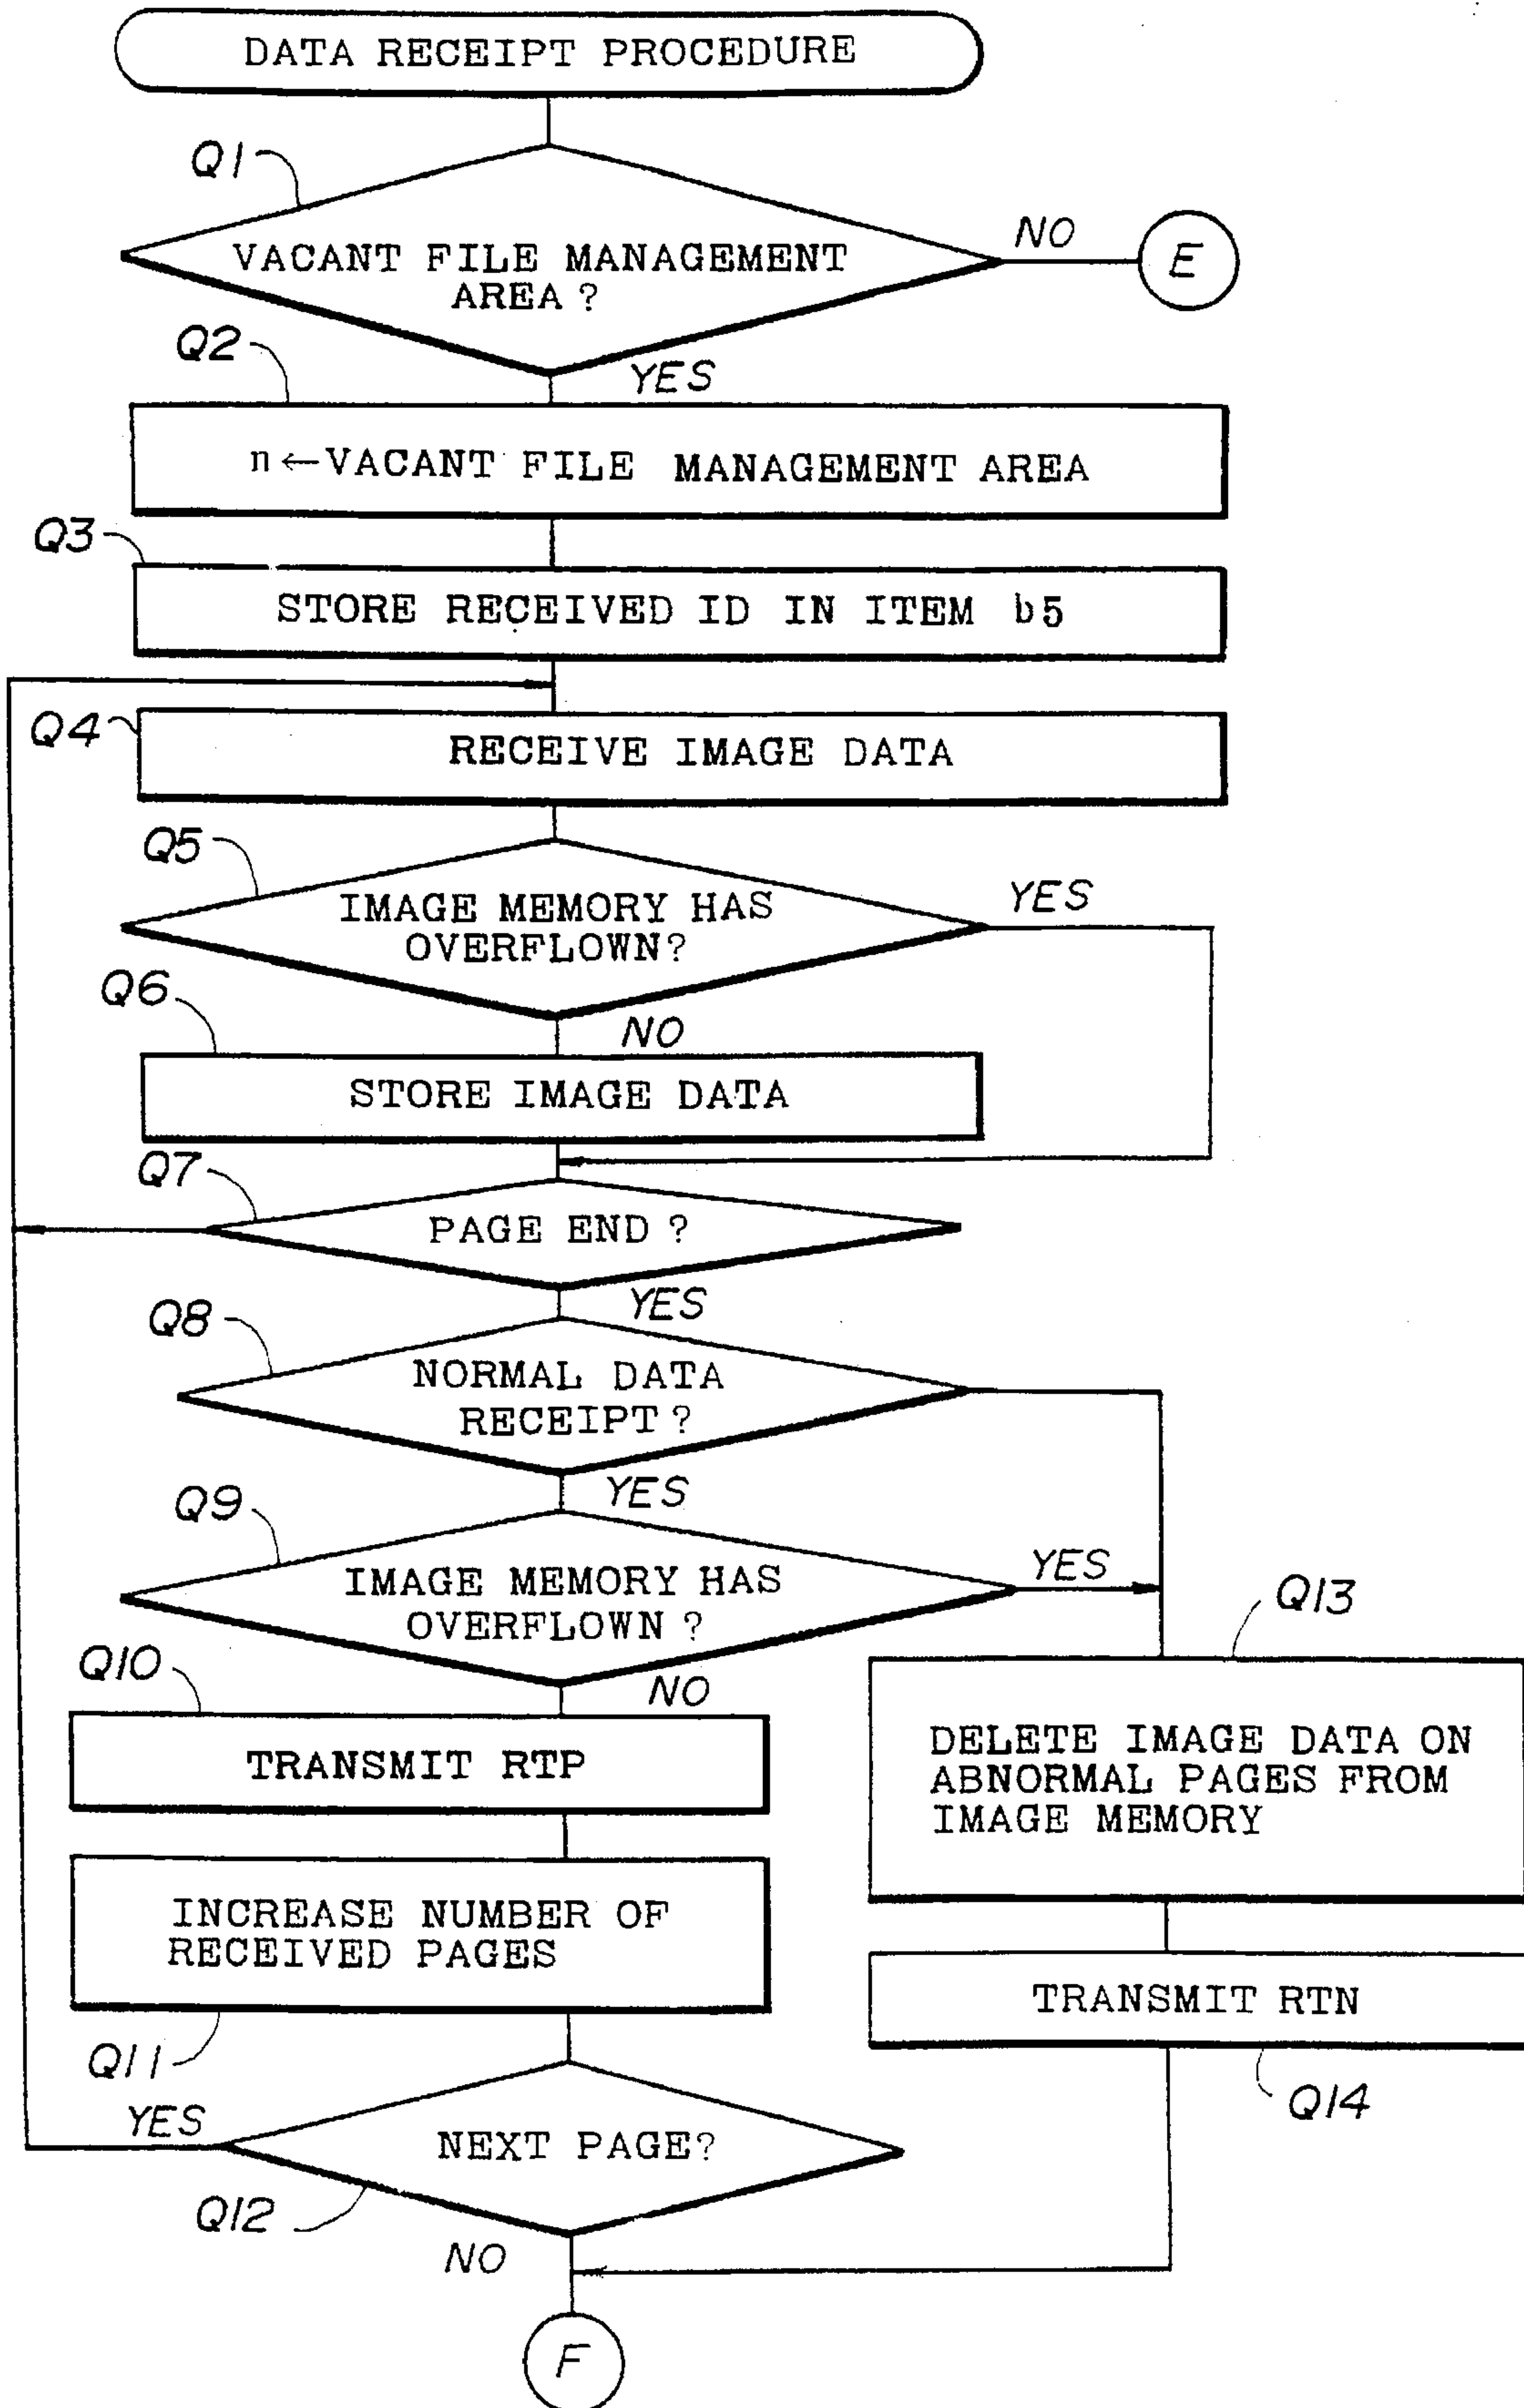 DATA RECEIPT PROCEDURE
Q1
VACANT FILE MANAGEMENT
AREA?
NO
E
Q2
YES
n←VACANT FILE MANAGEMENT AREA
Q3
STORE RECEIVED ID IN ITEM b5
Q4
RECEIVE IMAGE DATA
Q5
IMAGE MEMORY HAS
OVERFLOWN?
YES
Q6
NO
STORE IMAGE DATA
Q7
PAGE END?
YES
Q8
NORMAL DATA
RECEIPT?
YES
Q9
IMAGE MEMORY HAS
OVERFLOWN?
YES
Q13
Q10
NO
TRANSMIT RTP
DELETE IMAGE DATA ON
ABNORMAL PAGES FROM
IMAGE MEMORY
INCREASE NUMBER OF
RECEIVED PAGES
TRANSMIT RTN
Q11
Q14
YES
NEXT PAGE?
Q12
NO
F